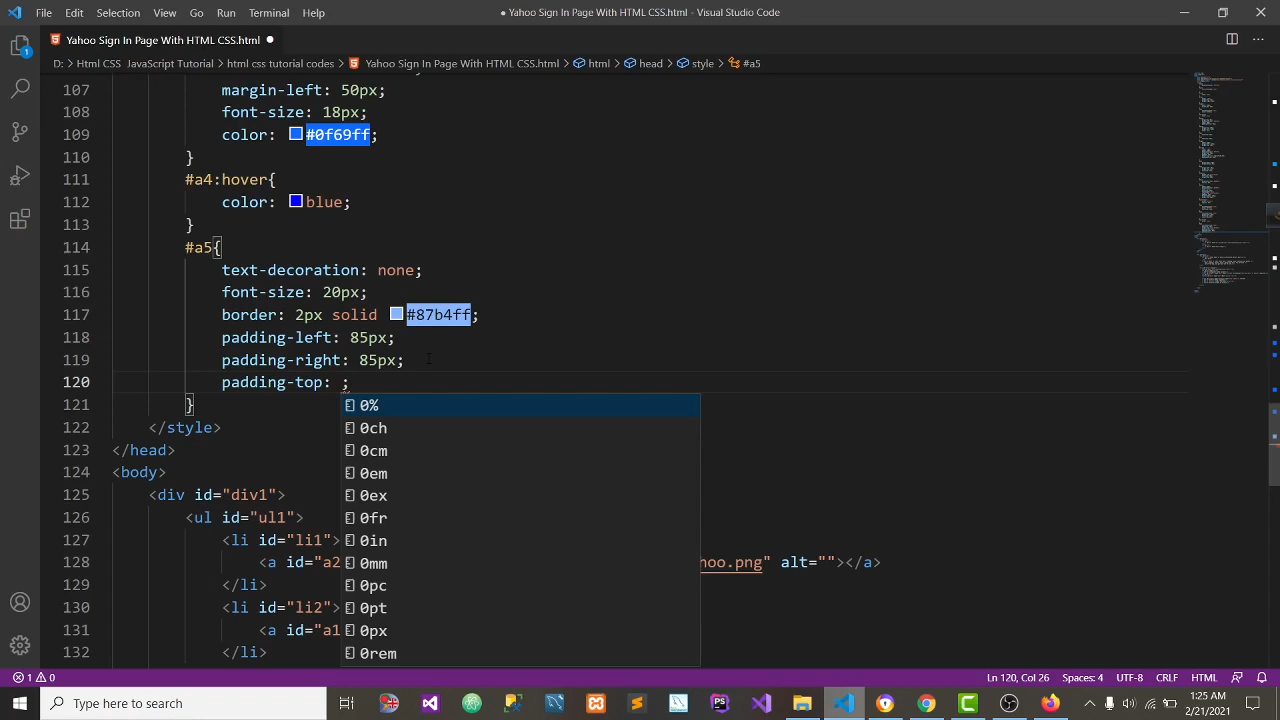 File Edit Selection View Go Run Terminal Help
● Yahoo Sign In Page With HTML CSS.html - Visual Studio Code
Yahoo Sign In Page With HTML CSS.html ●
D: > Html CSS JavaScript Tutorial > html css tutorial codes > Yahoo Sign In Page With HTML CSS.html > html > head > style > #a5
107 margin-left: 50px;
108 font-size: 18px;
109 color: #0f69ff;
110 }
111 #a4:hover{
112 color: blue;
113 }
114 #a5{
115 text-decoration: none;
116 font-size: 20px;
117 border: 2px solid #87b4ff;
118 padding-left: 85px;
119 padding-right: 85px;
120 padding-top: ;
121 }
0%
122 </style>
0ch
123 </head>
0cm
124 <body>
0em
125 <div id="div1">
0ex
126 <ul id="ul1">
0fr
127 <li id="li1">
0in
128 <a id="a2 hoo.png" alt=""></a>
0mm
129 </li>
0pc
130 <li id="li2">
0pt
131 <a id="a1
0px
132 </li>
0rem
1 0 Ln 120, Col 26 Spaces: 4 UTF-8 CRLF HTML
Type here to search
1:25 AM
2/21/2021